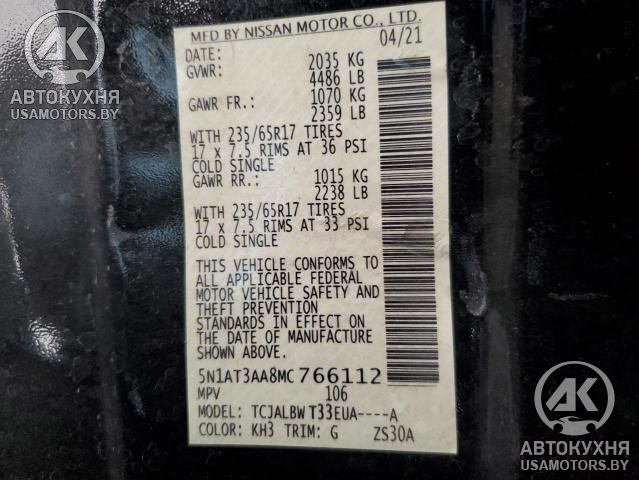 MFD BY NISSAN MOTOR CO., LTD.
DATE: 04/21
GVWR: 2035 KG
4486 LB
GAWR FR.: 1070 KG
2359 LB
WITH 235/65R17 TIRES
17 x 7.5 RIMS AT 36 PSI
COLD SINGLE
GAWR RR.: 1015 KG
2238 LB
WITH 235/65R17 TIRES
17 x 7.5 RIMS AT 33 PSI
COLD SINGLE
THIS VEHICLE CONFORMS TO
ALL APPLICABLE FEDERAL
MOTOR VEHICLE SAFETY AND
THEFT PREVENTION
STANDARDS IN EFFECT ON
THE DATE OF MANUFACTURE
SHOWN ABOVE.
5N1AT3AA8MC766112
MPV 106
MODEL: TCJALBW T33EUA----A
COLOR: KH3 TRIM: G ZS30A
АК
АВТОКУХНЯ
USAMOTORS.BY
АК
АВТОКУХНЯ
USAMOTORS.BY